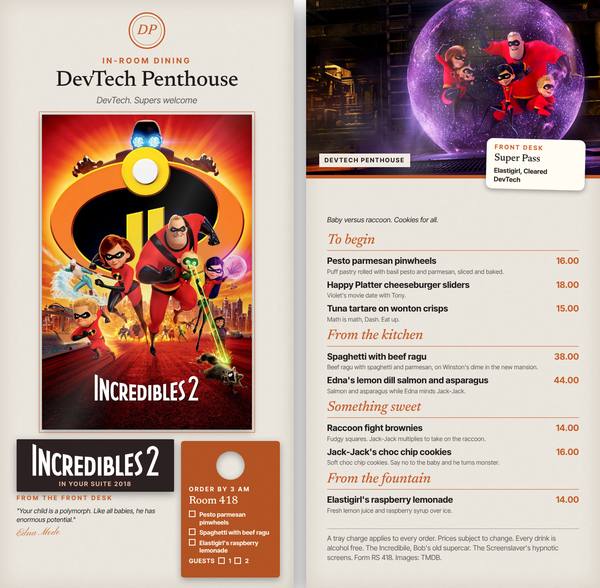 DP
IN-ROOM DINING
DevTech Penthouse
DevTech. Supers welcome
INCREDIBLES 2
INCREDIBLES 2
IN YOUR SUITE 2018
FROM THE FRONT DESK
"Your child is a polymorph. Like all babies, he has
enormous potential."
Edna Mode
ORDER BY 3 AM
Room 418
Pesto parmesan
pinwheels
Spaghetti with beef ragu
Elastigirl's raspberry
lemonade
GUESTS 1 2
DEVTECH PENTHOUSE
FRONT DESK
Super Pass
Elastigirl, Cleared
DevTech
Baby versus raccoon. Cookies for all.
To begin
Pesto parmesan pinwheels 16.00
Puff pastry rolled with basil pesto and parmesan, sliced and baked.
Happy Platter cheeseburger sliders 18.00
Violet's movie date with Tony.
Tuna tartare on wonton crisps 15.00
Math is math, Dash. Eat up.
From the kitchen
Spaghetti with beef ragu 38.00
Beef ragu with spaghetti and parmesan, on Winston's dime in the new mansion.
Edna's lemon dill salmon and asparagus 44.00
Salmon and asparagus while Edna minds Jack-Jack.
Something sweet
Raccoon fight brownies 14.00
Fudgy squares. Jack-Jack multiplies to take on the raccoon.
Jack-Jack's choc chip cookies 16.00
Soft choc chip cookies. Say no to the baby and he turns monster.
From the fountain
Elastigirl's raspberry lemonade 14.00
Fresh lemon juice and raspberry syrup over ice.
A tray charge applies to every order. Prices subject to change. Every drink is
alcohol free. The Incredibile, Bob's old supercar. The Screenslaver's hypnotic
screens. Form RS 418. Images: TMDB.